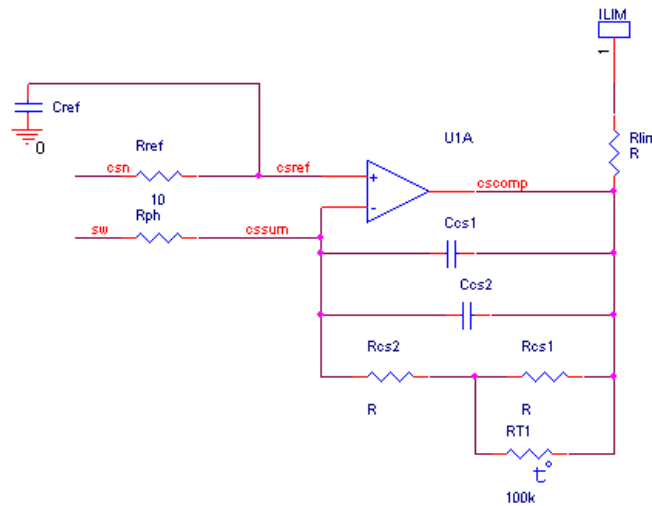 ILIM
1
Cref
0
Rref
U1A
Rlim
R
csn
csref
cscomp
10
Rph
sw
cssum
Ccs1
Ccs2
Rcs2
Rcs1
R
R
RT1
t°
100k